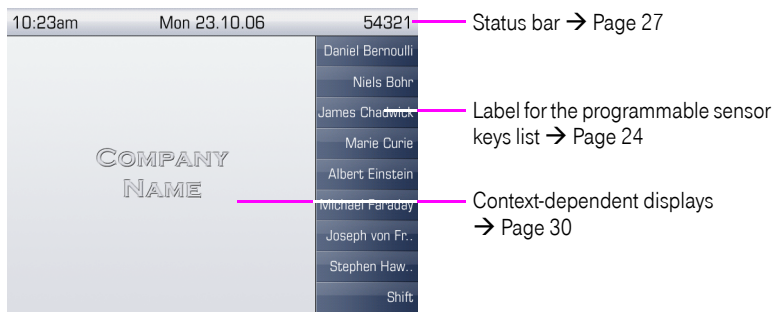 10:23am Mon 23.10.06 54321
Status bar → Page 27
Daniel Bernoulli
Niels Bohr
James Chadwick
Label for the programmable sensor
keys list → Page 24
Marie Curie
Albert Einstein
Michael Faraday
Joseph von Fr..
Stephen Haw..
Shift
COMPANY
NAME
Context-dependent displays
→ Page 30